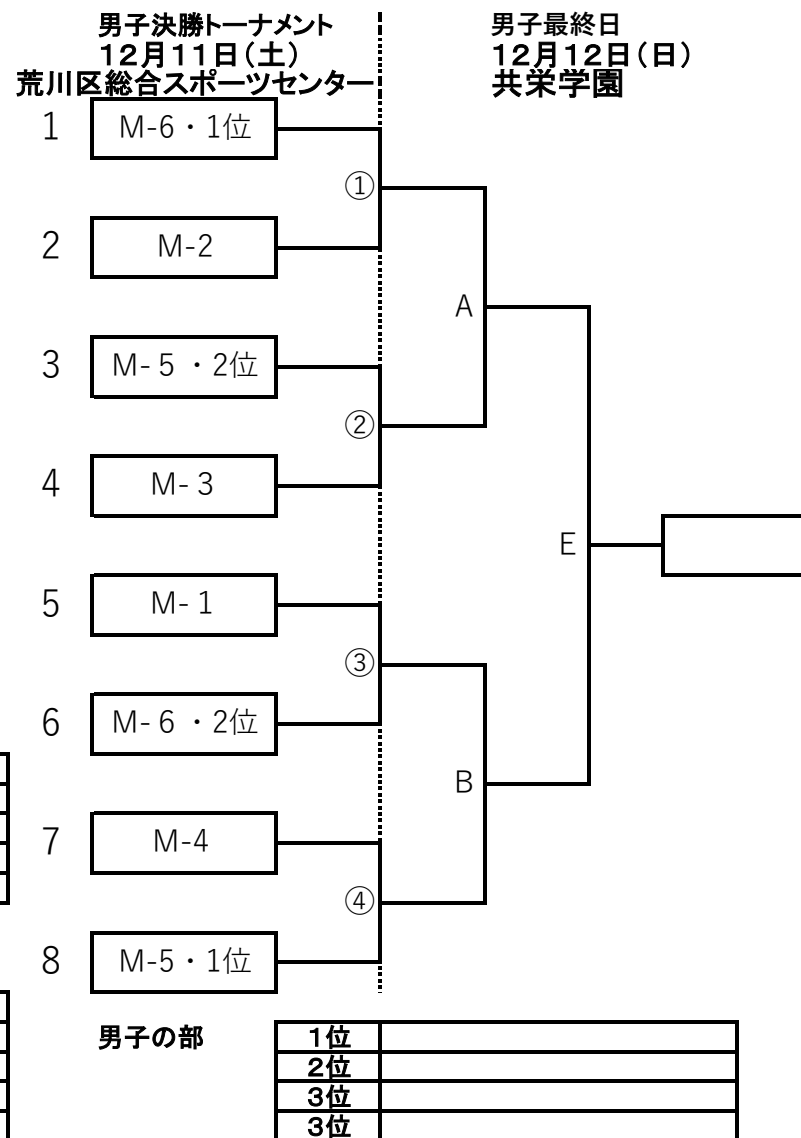 男子決勝トーナメント
12月11日(土)
荒川区総合スポーツセンター
男子最終日
12月12日(日)
共栄学園
1 M-6・1位
①
2 M-2
A
3 M-5・2位
②
4 M-3
E
5 M-1
③
6 M-6・2位
B
7 M-4
④
8 M-5・1位
男子の部
1位
2位
3位
3位